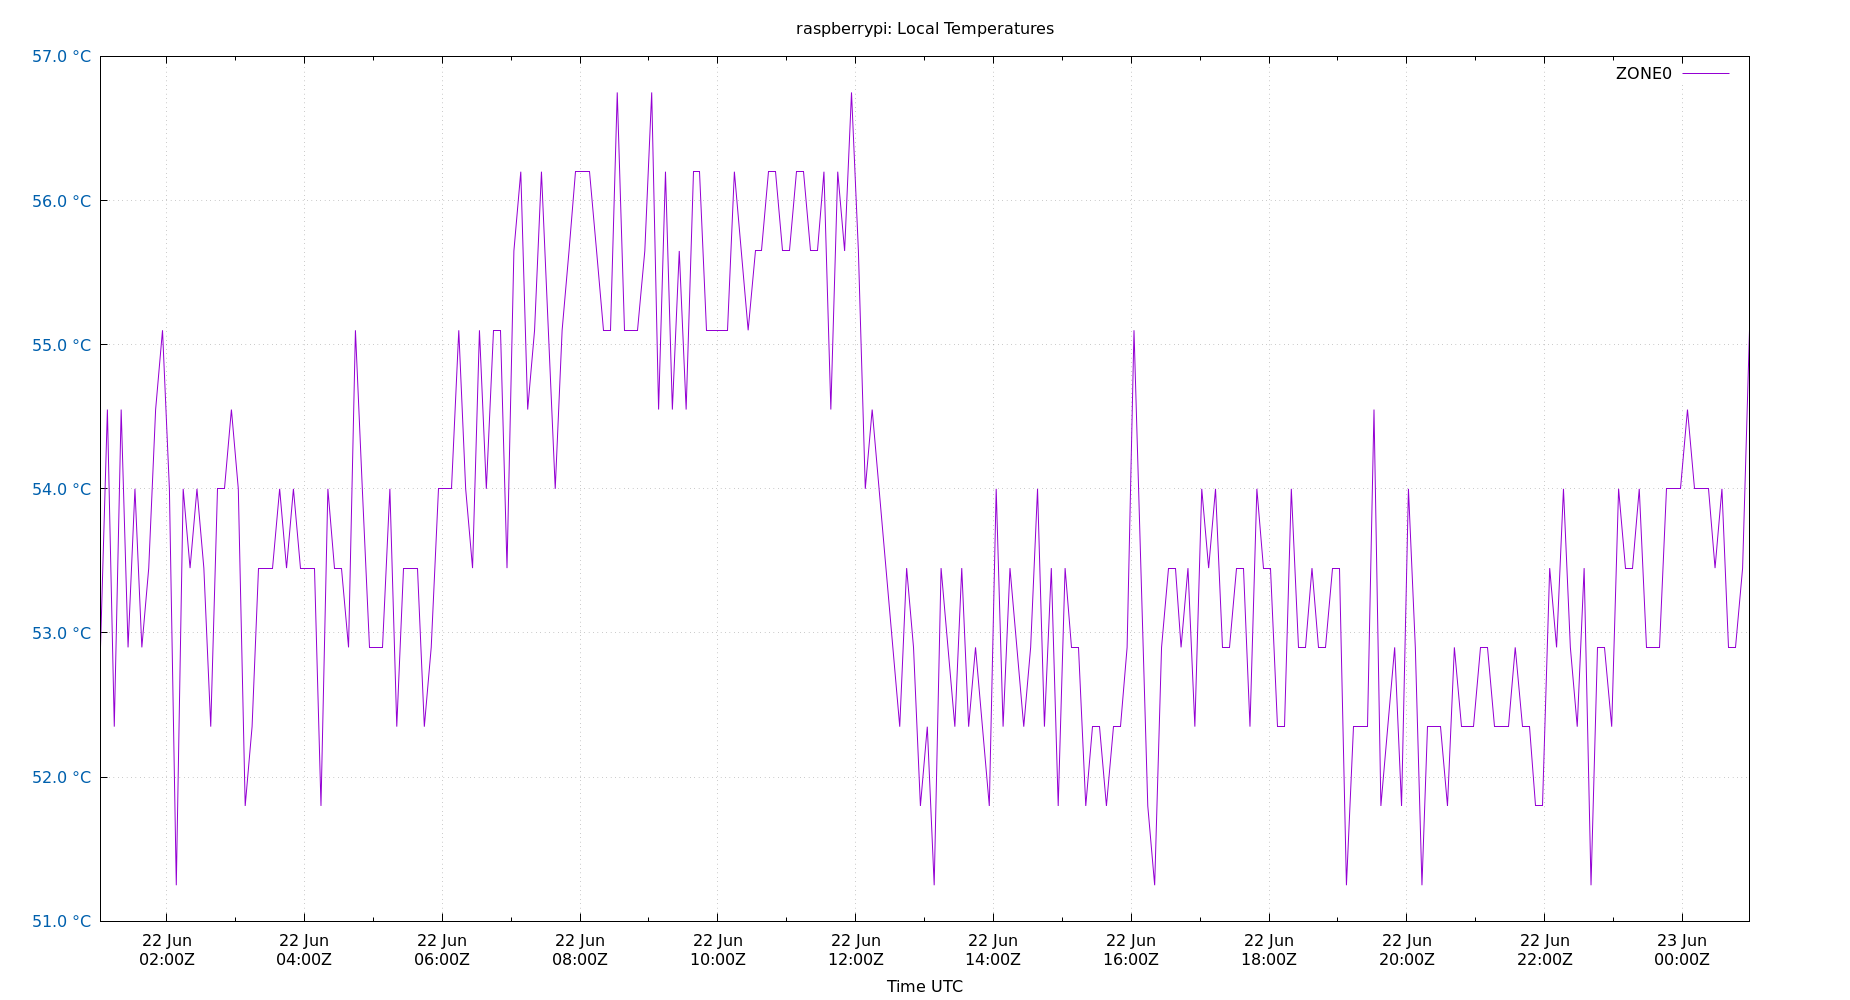 raspberrypi: Local Temperatures
57.0 °C
ZONE0
56.0 °C
55.0 °C
54.0 °C
53.0 °C
52.0 °C
51.0 °C
22 Jun 22 Jun 22 Jun 22 Jun 22 Jun 22 Jun 22 Jun 22 Jun 22 Jun 22 Jun 22 Jun 23 Jun
02:00Z 04:00Z 06:00Z 08:00Z 10:00Z 12:00Z 14:00Z 16:00Z 18:00Z 20:00Z 22:00Z 00:00Z
Time UTC